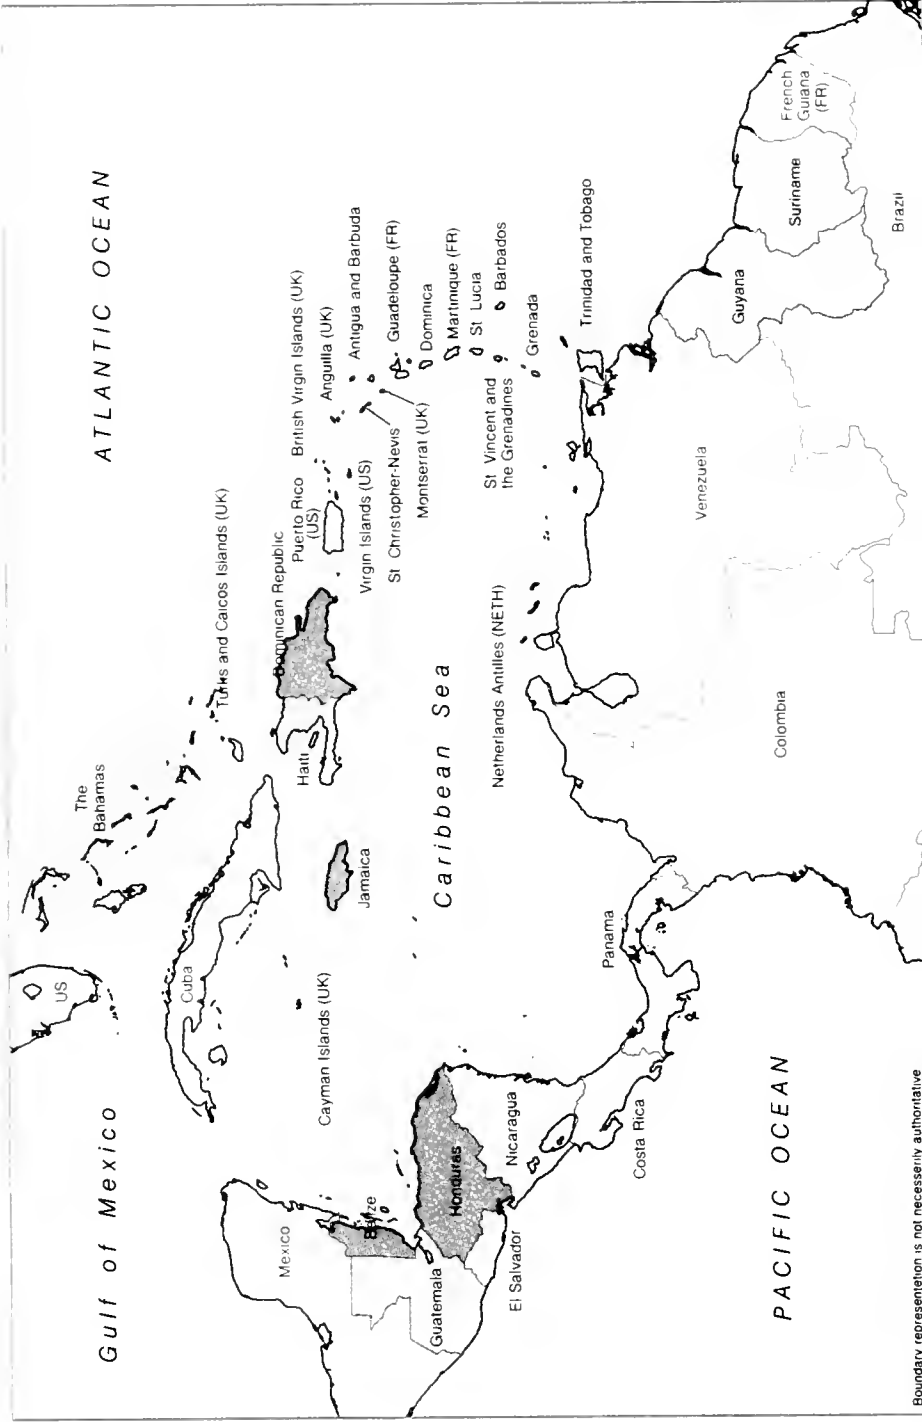 Gulf of Mexico
ATLANTIC OCEAN
US
The
Bahamas
Cuba
Turks and Caicos Islands (UK)
Mexico
Cayman Islands (UK)
Jamaica
Haiti
Dominican Republic
Puerto Rico
(US)
British Virgin Islands (UK)
Anguilla (UK)
Virgin Islands (US)
St Christopher-Nevis
Montserrat (UK)
Antigua and Barbuda
Guadeloupe (FR)
Dominica
Martinique (FR)
St Lucia
Barbados
St Vincent and
the Grenadines
Grenada
Trinidad and Tobago
Caribbean Sea
Belize
Guatemala
Honduras
El Salvador
Nicaragua
Costa Rica
Panama
Netherlands Antilles (NETH)
Venezuela
Colombia
Guyana
Suriname
French
Guiana
(FR)
Brazil
PACIFIC OCEAN
Boundary representation is not necessarily authoritative